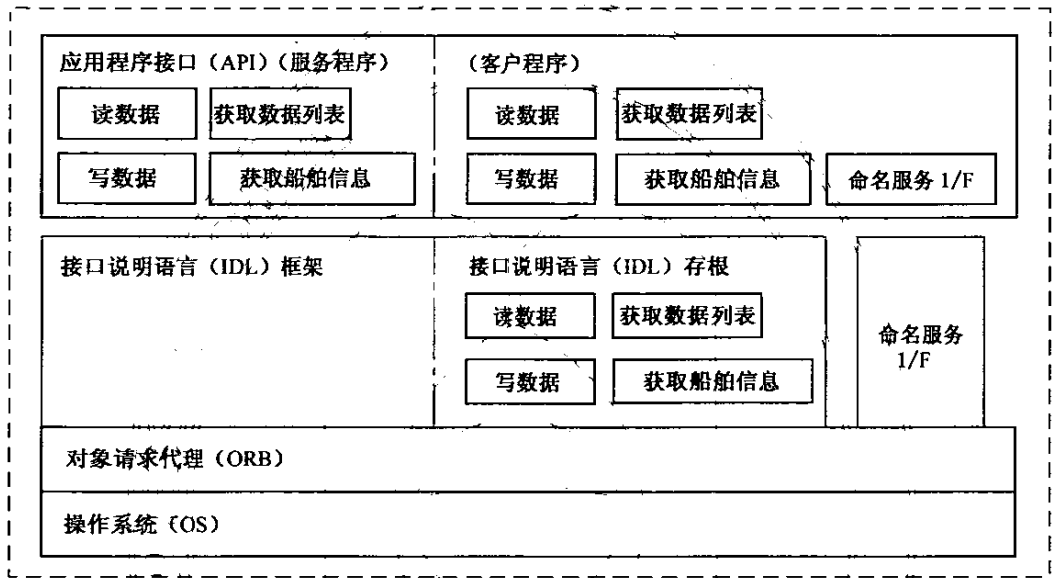 应用程序接口（API）（服务程序） （客户程序）
读数据 获取数据列表 读数据 获取数据列表
写数据 获取船舶信息 写数据 获取船舶信息 命名服务 1/F
接口说明语言（IDL）框架 接口说明语言（IDL）存根
读数据 获取数据列表
命名服务
1/F
写数据 获取船舶信息
对象请求代理（ORB）
操作系统（OS）